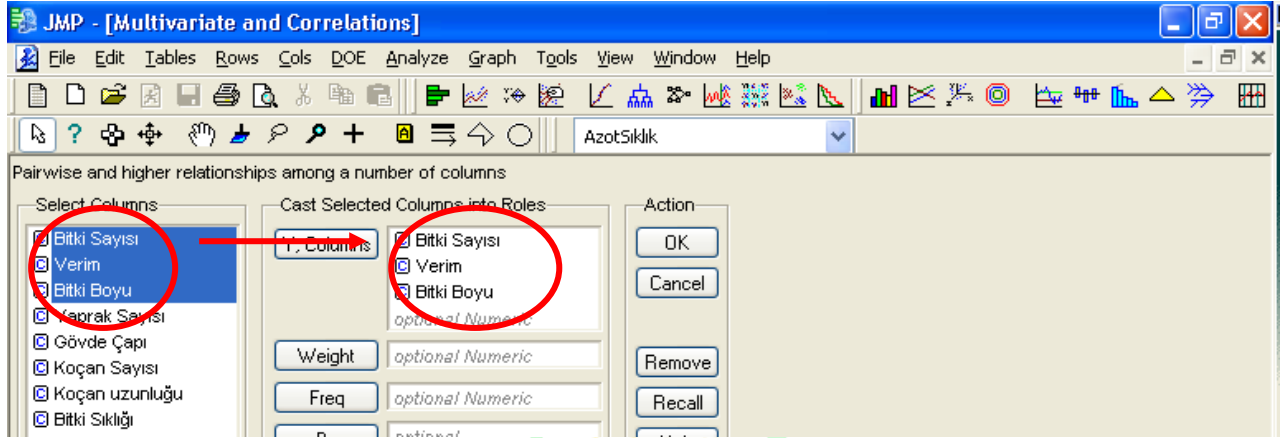 JMP - [Multivariate and Correlations]
File Edit Tables Rows Cols DOE Analyze Graph Tools View Window Help
AzotSiklik
Pairwise and higher relationships among a number of columns
Select Columns
Bitki Sayısı
Verim
Bitki Boyu
Yaprak Sayısı
Gövde Çapı
Koçan Sayısı
Koçan uzunluğu
Bitki Sıklığı
Cast Selected Columns into Roles
Y, Columns
Bitki Sayısı
Verim
Bitki Boyu
optional Numeric
Weight optional Numeric
Freq optional Numeric
optional
Action
OK
Cancel
Remove
Recall